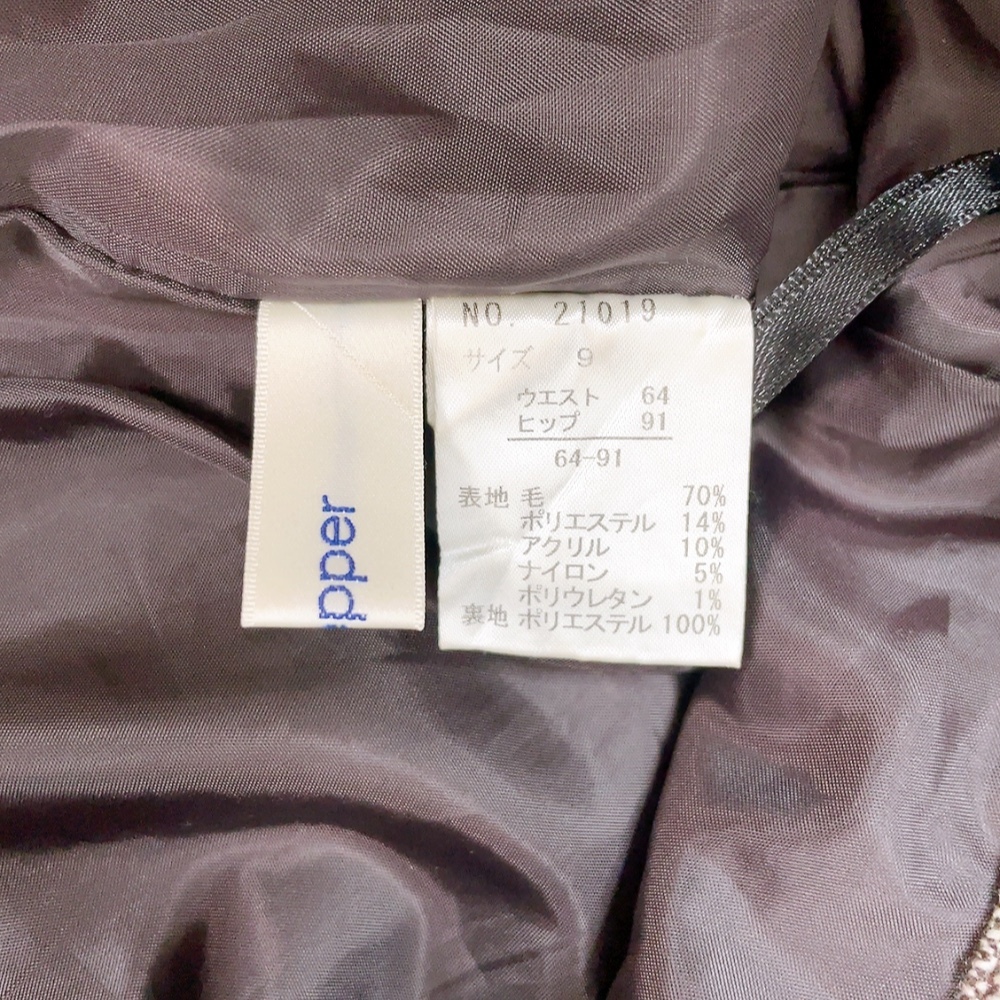 NO. 21019
サイズ 9
ウエスト 64
ヒップ 91
64-91
表地 毛 70%
ポリエステル 14%
アクリル 10%
ナイロン 5%
ポリウレタン 1%
裏地 ポリエステル 100%
pper